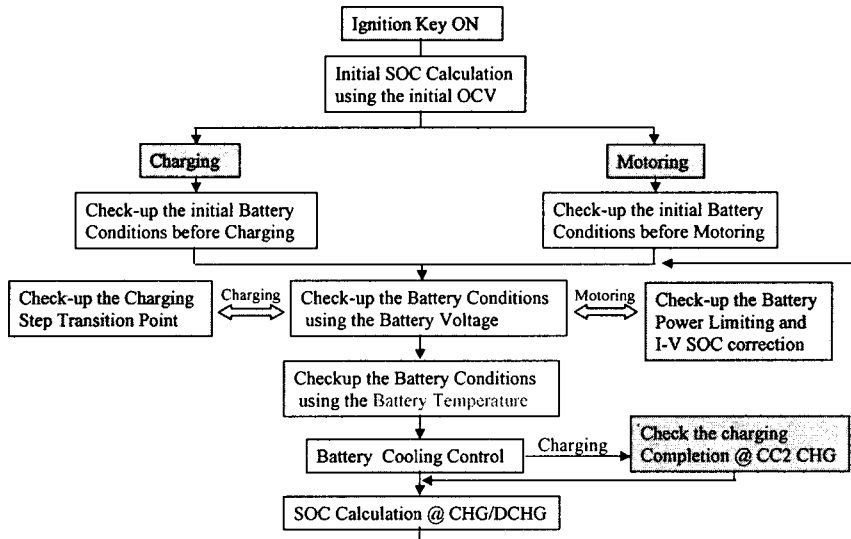 Ignition Key ON
Initial SOC Calculation
using the initial OCV
Charging
Motoring
Check-up the initial Battery
Conditions before Charging
Check-up the initial Battery
Conditions before Motoring
Check-up the Charging
Step Transition Point
Charging
Check-up the Battery Conditions
using the Battery Voltage
Motoring
Check-up the Battery
Power Limiting and
I-V SOC correction
Checkup the Battery Conditions
using the Battery Temperature
Battery Cooling Control
Charging
Check the charging
Completion @ CC2 CHG
SOC Calculation @ CHG/DCHG